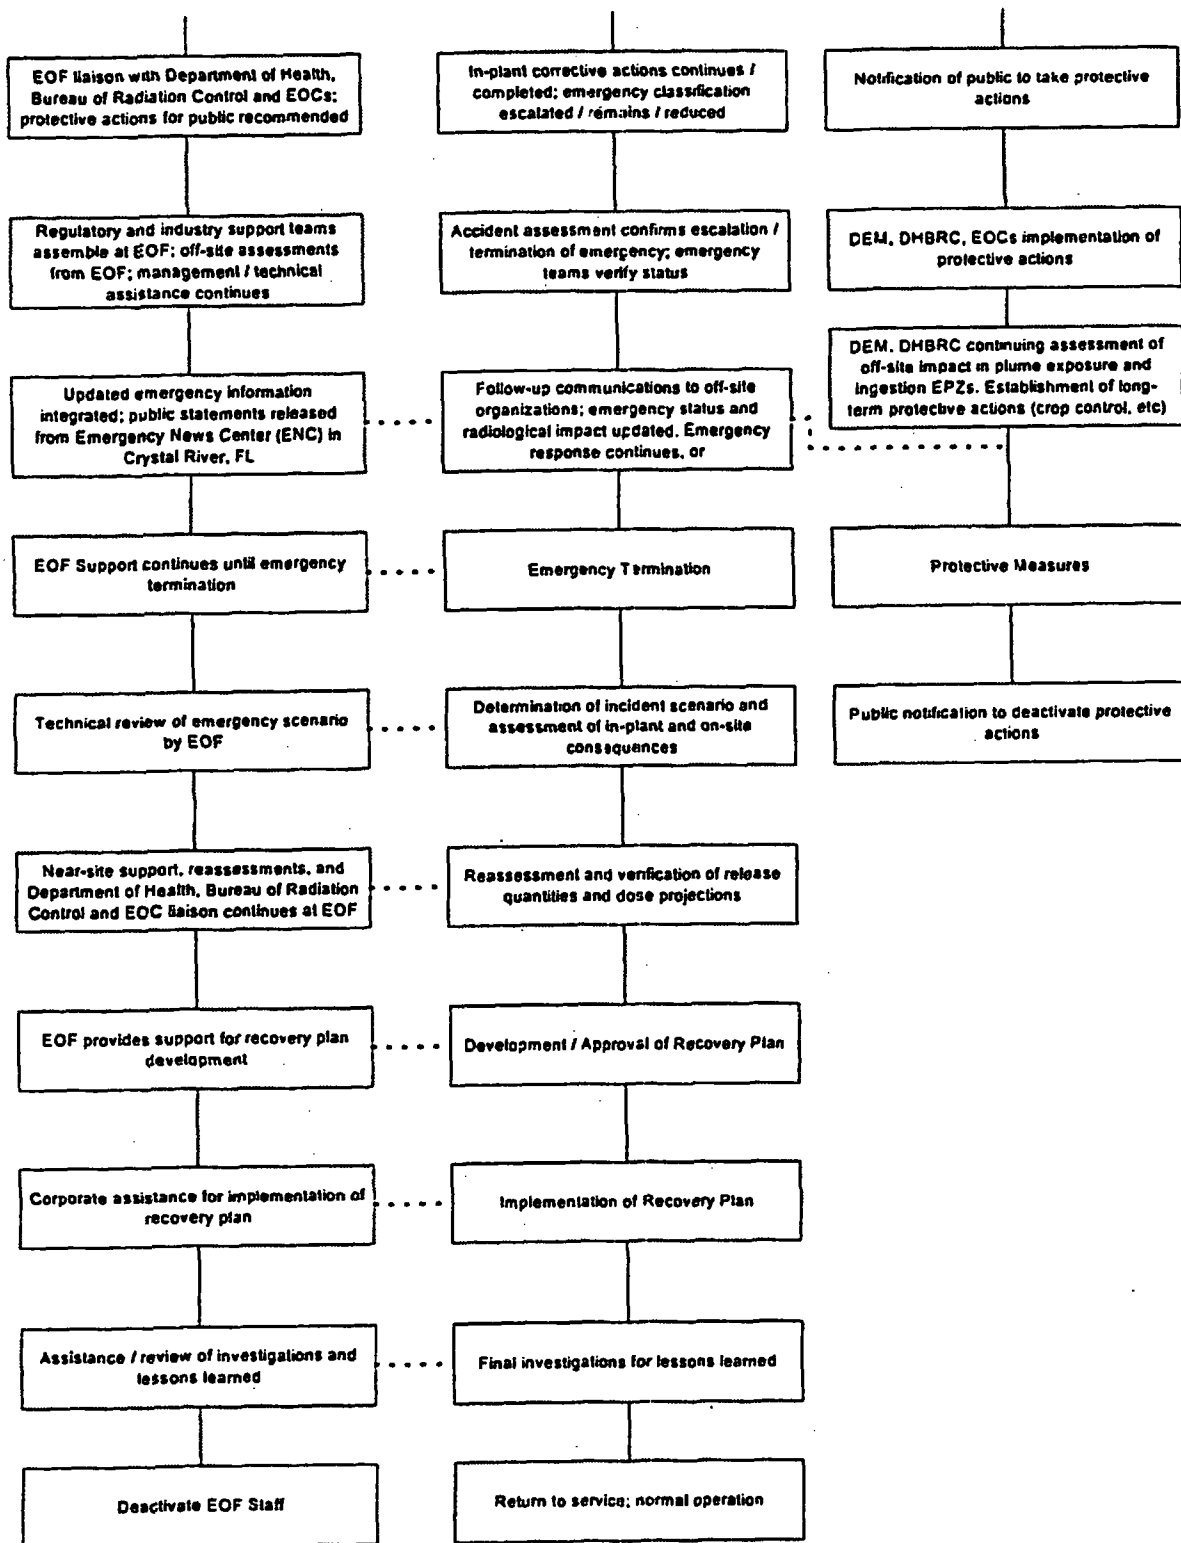 EOF liaison with Department of Health,
Bureau of Radiation Control and EOCs;
protective actions for public recommended
In-plant corrective actions continues /
completed; emergency classification
escalated / remains / reduced
Notification of public to take protective
actions
Regulatory and industry support teams
assemble at EOF; off-site assessments
from EOF; management / technical
assistance continues
Accident assessment confirms escalation /
termination of emergency; emergency
teams verify status
DEM, DHBRC, EOCs implementation of
protective actions
DEM. DHBRC continuing assessment of
off-site impact in plume exposure and
ingestion EPZs. Establishment of long-
term protective actions (crop control, etc)
Updated emergency information
integrated; public statements released
from Emergency News Center (ENC) in
Crystal River, FL
Follow-up communications to off-site
organizations; emergency status and
radiological impact updated. Emergency
response continues, or
EOF Support continues until emergency
termination
Emergency Termination
Protective Measures
Technical review of emergency scenario
by EOF
Determination of incident scenario and
assessment of in-plant and on-site
consequences
Public notification to deactivate protective
actions
Near-site support, reassessments, and
Department of Health, Bureau of Radiation
Control and EOC liaison continues at EOF
Reassessment and verification of release
quantities and dose projections
EOF provides support for recovery plan
development
Development / Approval of Recovery Plan
Corporate assistance for implementation of
recovery plan
Implementation of Recovery Plan
Assistance / review of investigations and
lessons learned
Final investigations for lessons learned
Deactivate EOF Staff
Return to service; normal operation